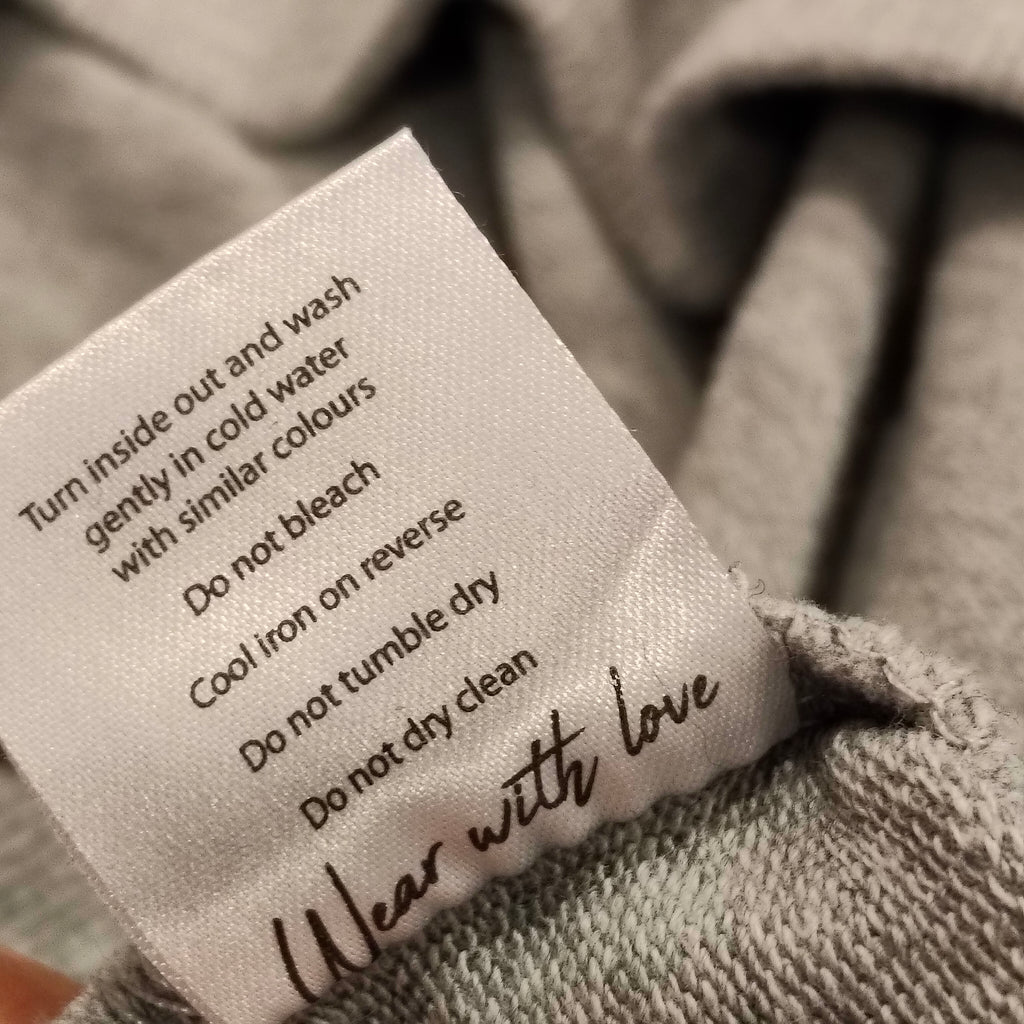 Turn inside out and wash
gently in cold water
with similar colours
Do not bleach
Cool iron on reverse
Do not tumble dry
Do not dry clean
Wear with love